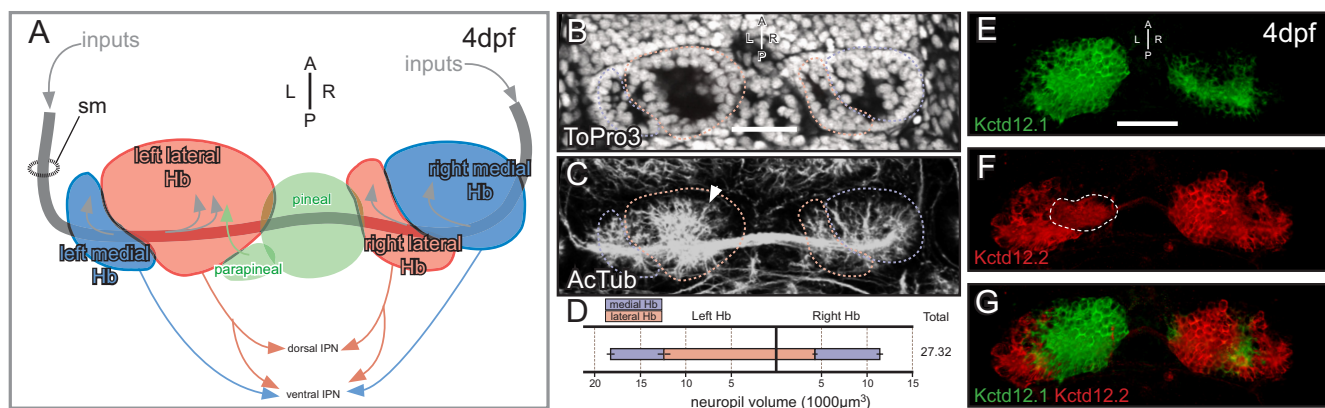 A
inputs
4dpf
inputs
sm
A
L R
P
left lateral
Hb
right medial
Hb
pineal
left medial
Hb
parapineal
right lateral
Hb
dorsal IPN
ventral IPN
B
A
L R
P
ToPro3
C
AcTub
D
medial Hb
lateral Hb
Left Hb
Right Hb
Total
27.32
20 15 10 5 5 10 15
neuropil volume (1000µm³)
E
A
L R
P
4dpf
Kctd12.1
F
Kctd12.2
G
Kctd12.1 Kctd12.2